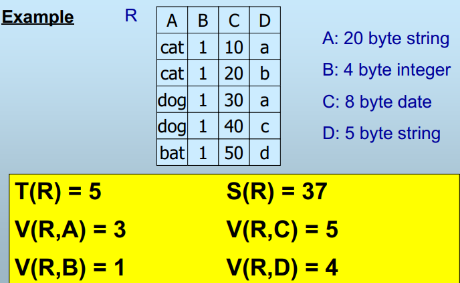 Example
R
A B C D
cat 1 10 a
cat 1 20 b
dog 1 30 a
dog 1 40 c
bat 1 50 d
A: 20 byte string
B: 4 byte integer
C: 8 byte date
D: 5 byte string
T(R) = 5 S(R) = 37
V(R,A) = 3 V(R,C) = 5
V(R,B) = 1 V(R,D) = 4